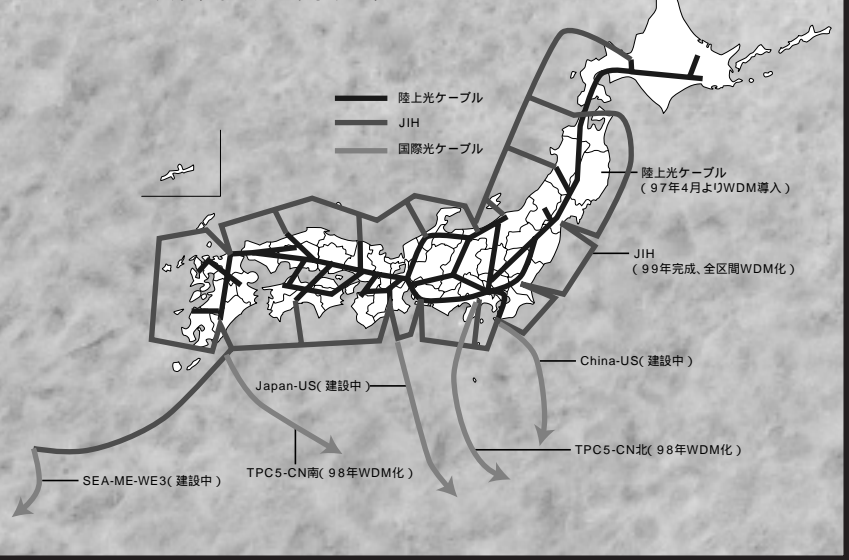 陸上光ケーブル
JIH
国際光ケーブル
陸上光ケーブル
(97年4月よりWDM導入)
JIH
(99年完成、全区間WDM化)
China-US(建設中)
Japan-US(建設中)
TPC5-CN北(98年WDM化)
TPC5-CN南(98年WDM化)
SEA-ME-WE3(建設中)